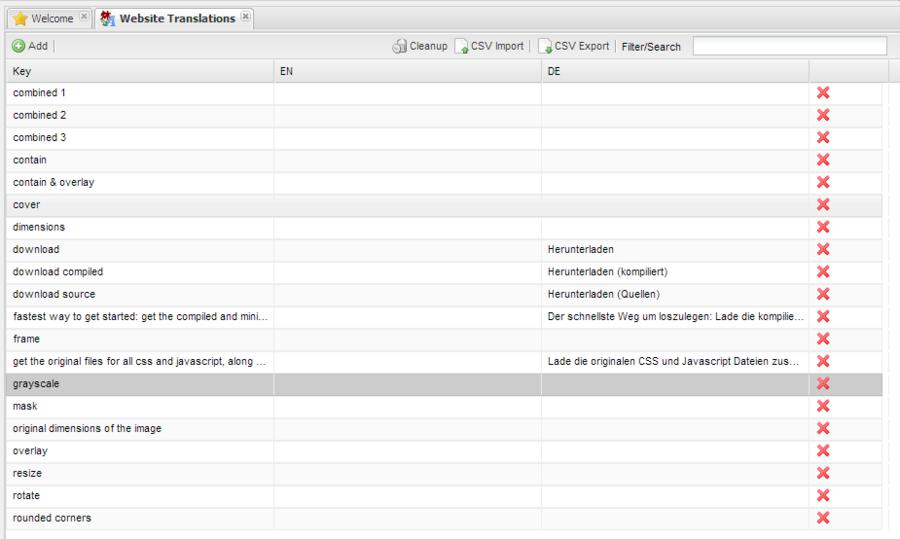 Welcome Website Translations
Add Cleanup CSV Import CSV Export Filter/Search
Key EN DE
combined 1
combined 2
combined 3
contain
contain & overlay
cover
dimensions
download Herunterladen
download compiled Herunterladen (kompiliert)
download source Herunterladen (Quellen)
fastest way to get started: get the compiled and mini... Der schnellste Weg um loszulegen: Lade die kompilie...
frame
get the original files for all css and javascript, along ... Lade die originalen CSS und Javascript Dateien zus...
grayscale
mask
original dimensions of the image
overlay
resize
rotate
rounded corners